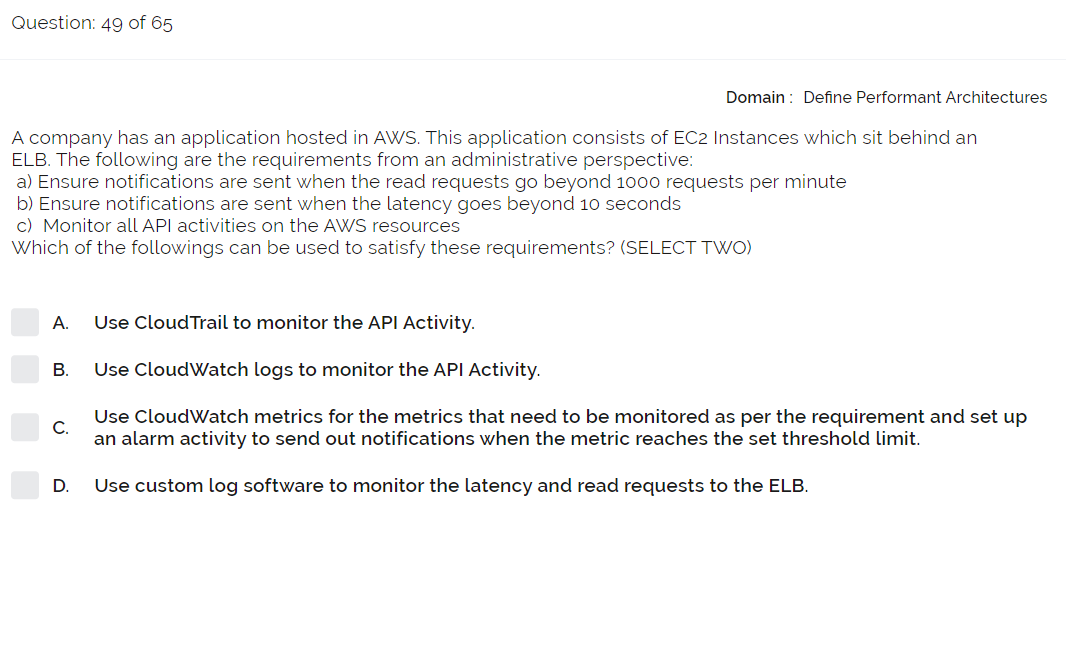 Question: 49 of 65
Domain : Define Performant Architectures
A company has an application hosted in AWS. This application consists of EC2 Instances which sit behind an
ELB. The following are the requirements from an administrative perspective:
a) Ensure notifications are sent when the read requests go beyond 1000 requests per minute
b) Ensure notifications are sent when the latency goes beyond 10 seconds
c) Monitor all API activities on the AWS resources
Which of the followings can be used to satisfy these requirements? (SELECT TWO)
A. Use CloudTrail to monitor the API Activity.
B. Use CloudWatch logs to monitor the API Activity.
C. Use CloudWatch metrics for the metrics that need to be monitored as per the requirement and set up
an alarm activity to send out notifications when the metric reaches the set threshold limit.
D. Use custom log software to monitor the latency and read requests to the ELB.